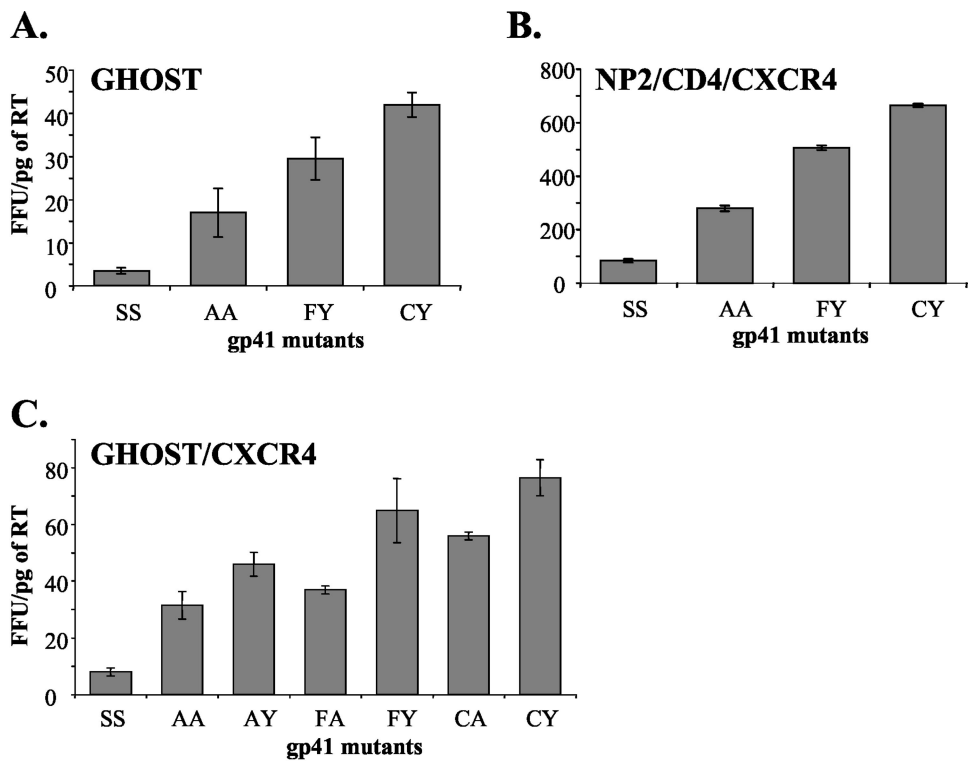 A.
GHOST
FFU/pg of RT
50
40
30
20
10
0
SS AA FY CY
gp41 mutants
B.
NP2/CD4/CXCR4
800
600
400
200
0
SS AA FY CY
gp41 mutants
C.
GHOST/CXCR4
FFU/pg of RT
80
60
40
20
0
SS AA AY FA FY CA CY
gp41 mutants